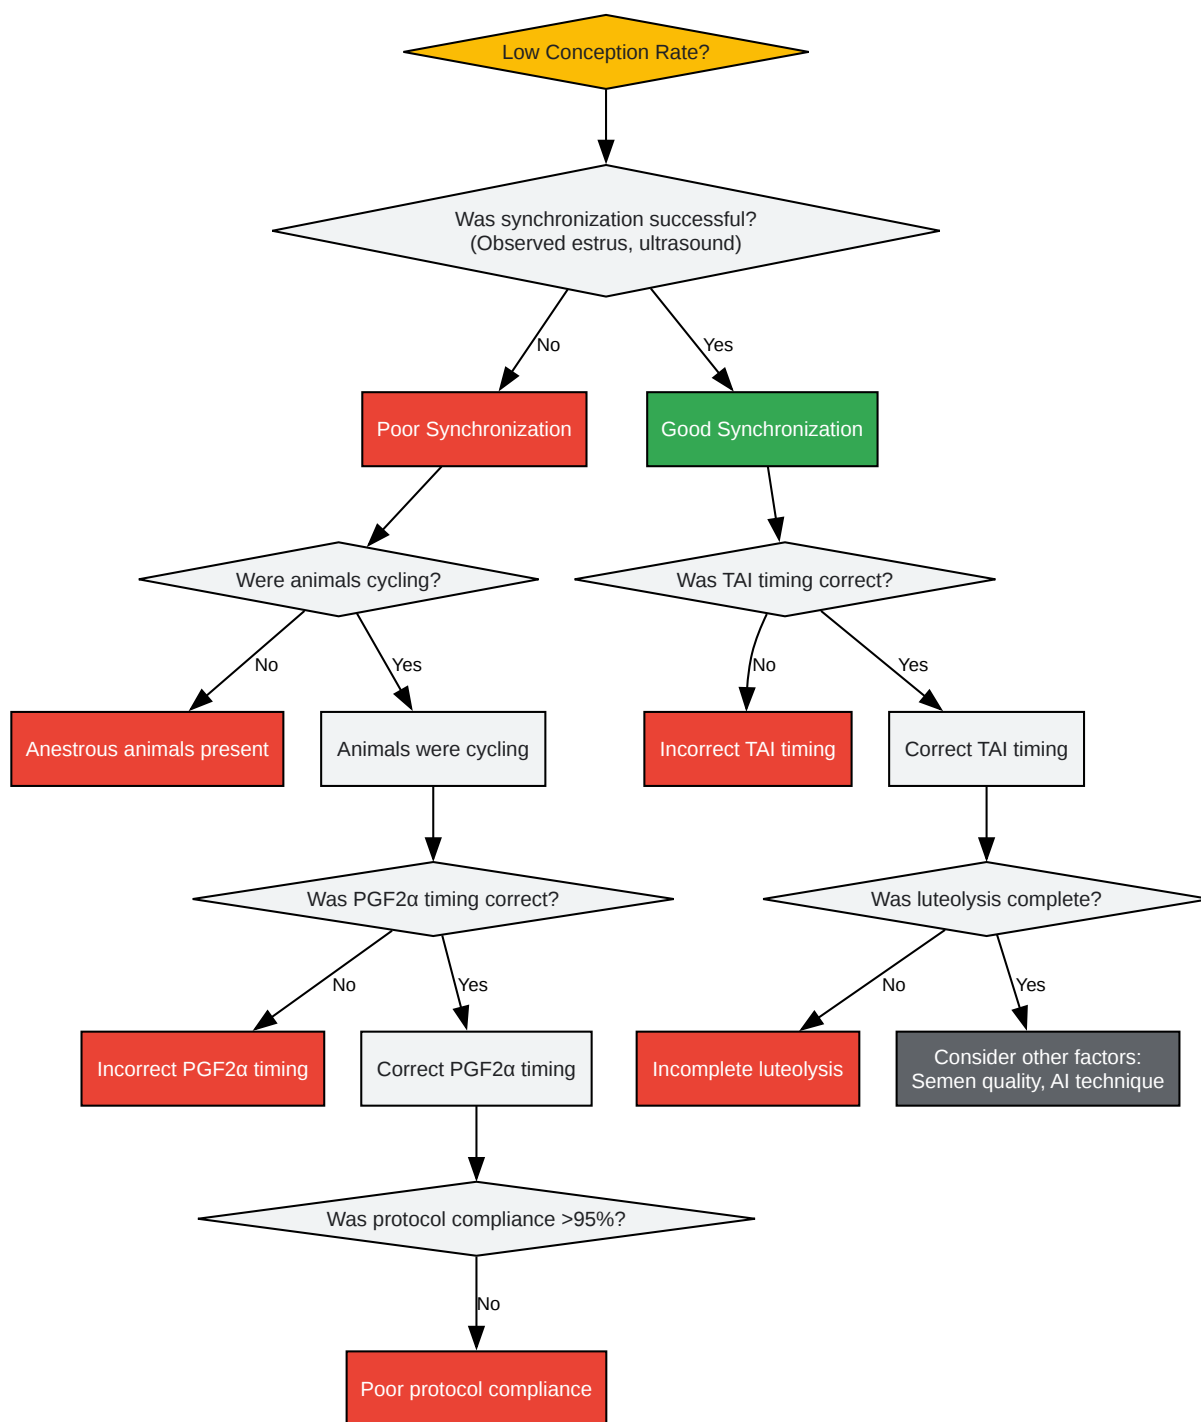 Low Conception Rate?
Was synchronization successful?
(Observed estrus, ultrasound)
No
Yes
Poor Synchronization
Good Synchronization
Were animals cycling?
Was TAI timing correct?
No
Yes
No
Yes
Anestrous animals present
Animals were cycling
Incorrect TAI timing
Correct TAI timing
Was PGF2α timing correct?
Was luteolysis complete?
No
Yes
No
Yes
Incorrect PGF2α timing
Correct PGF2α timing
Incomplete luteolysis
Consider other factors:
Semen quality, AI technique
Was protocol compliance >95%?
No
Poor protocol compliance